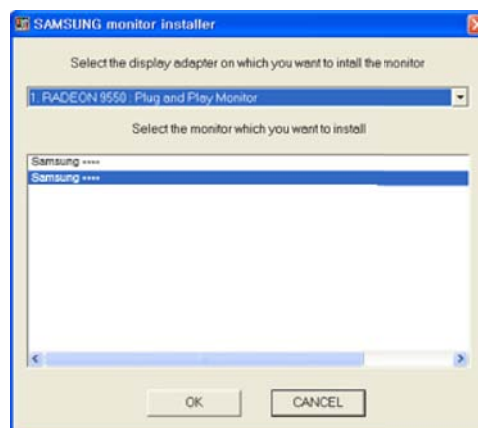 SAMSUNG monitor installer
Select the display adapter on which you want to intall the monitor
1. RADEON 9550 : Plug and Play Monitor
Select the monitor which you want to install
Samsung ****
Samsung ****
OK
CANCEL